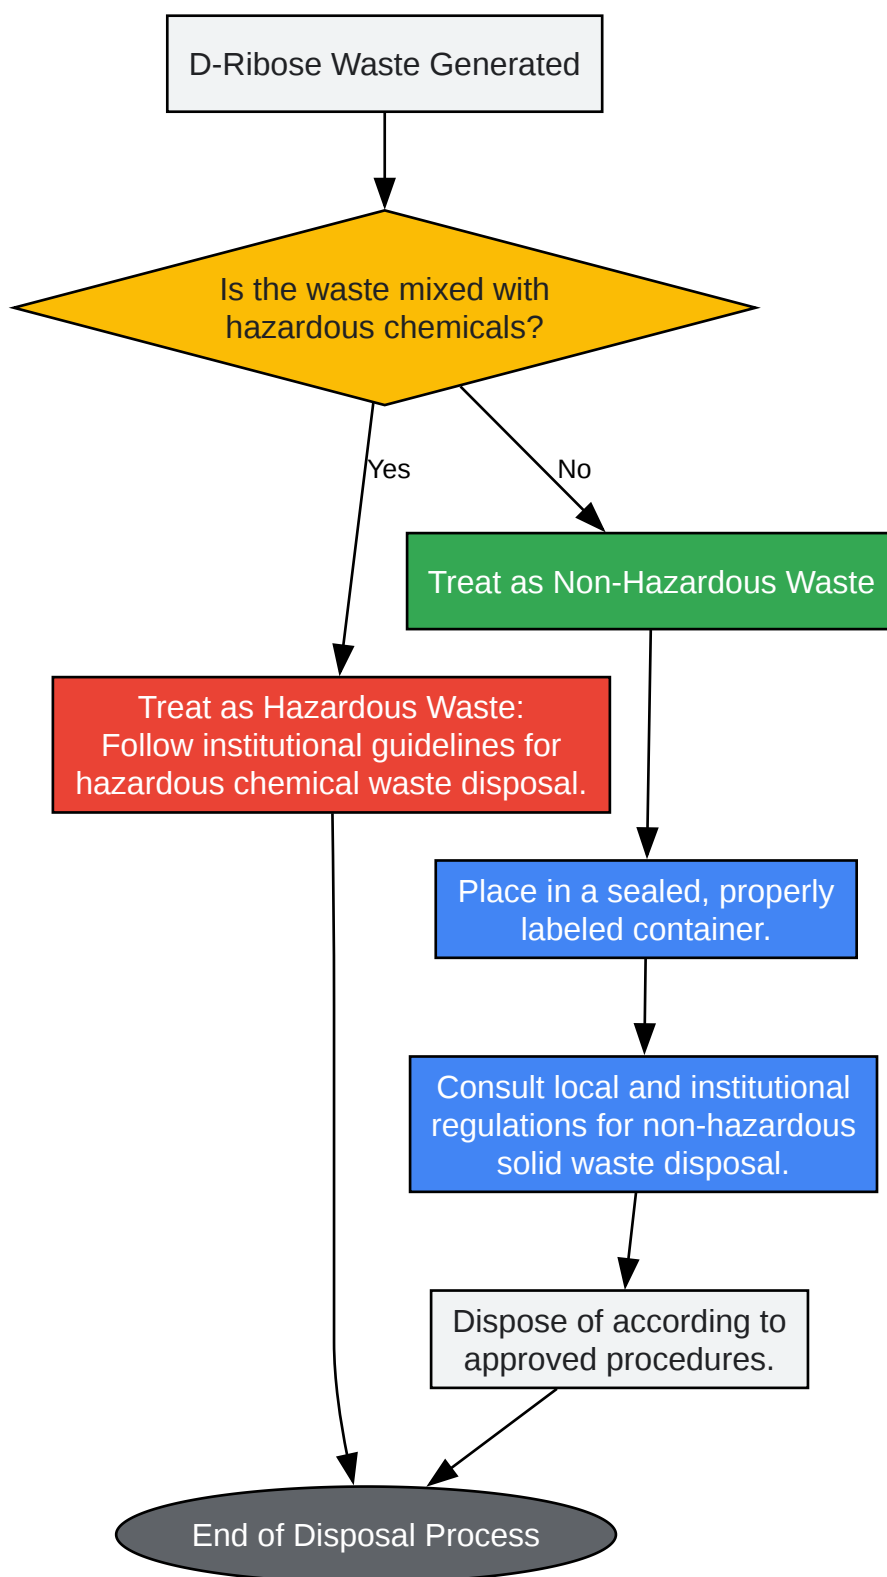 D-Ribose Waste Generated
Is the waste mixed with
hazardous chemicals?
Yes
No
Treat as Non-Hazardous Waste
Treat as Hazardous Waste:
Follow institutional guidelines for
hazardous chemical waste disposal.
Place in a sealed, properly
labeled container.
Consult local and institutional
regulations for non-hazardous
solid waste disposal.
Dispose of according to
approved procedures.
End of Disposal Process